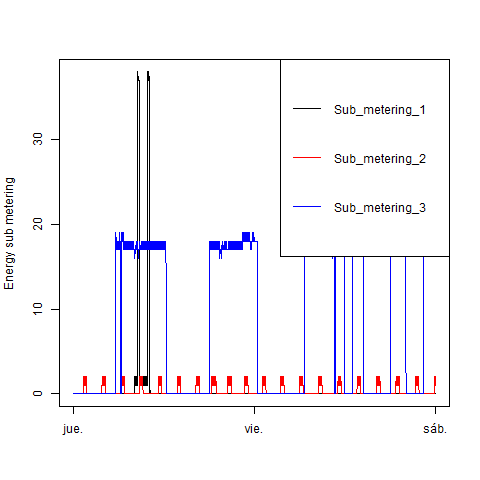 Sub_metering_1
Sub_metering_2
Sub_metering_3
Energy sub metering
30
20
10
0
jue.
vie.
sáb.